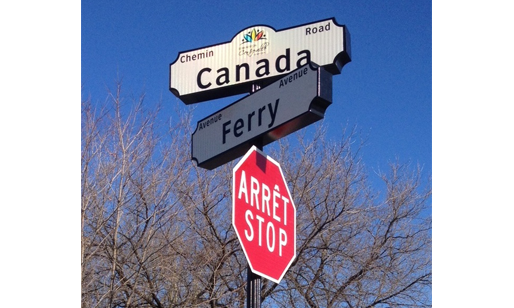 Chemin Road
Canada
Avenue Avenue
Ferry
ARRÊT
STOP